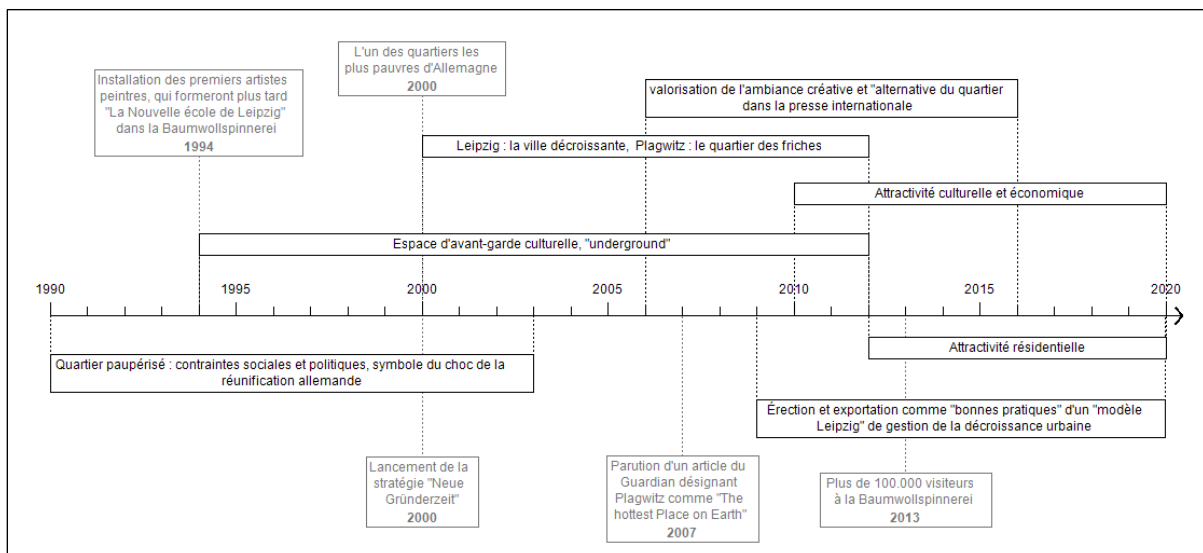 L'un des quartiers les
plus pauvres d'Allemagne
2000
Installation des premiers artistes
peintres, qui formeront plus tard
"La Nouvelle école de Leipzig"
dans la Baumwollspinnerei
1994
valorisation de l'ambiance créative et "alternative du quartier
dans la presse internationale
Leipzig : la ville décroissante, Plagwitz : le quartier des friches
Attractivité culturelle et économique
Espace d'avant-garde culturelle, "underground"
1990 1995 2000 2005 2010 2015 2020
Attractivité résidentielle
Quartier paupérisé : contraintes sociales et politiques, symbole du choc de la
réunification allemande
Érection et exportation comme "bonnes pratiques" d'un "modèle
Leipzig" de gestion de la décroissance urbaine
Lancement de la
stratégie "Neue
Gründerzeit"
2000
Parution d'un article du
Guardian désignant
Plagwitz comme "The
hottest Place on Earth"
2007
Plus de 100.000 visiteurs
à la Baumwollspinnerei
2013